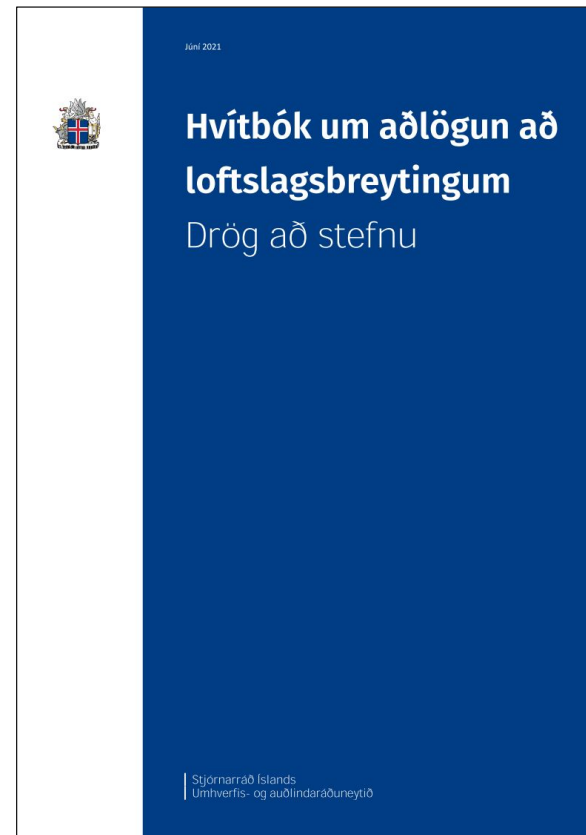 Júní 2021
Hvítbók um aðlögun að
loftslagsbreytingum
Drög að stefnu
Stjórnarráð Íslands
Umhverfis- og auðlindaráðuneytið